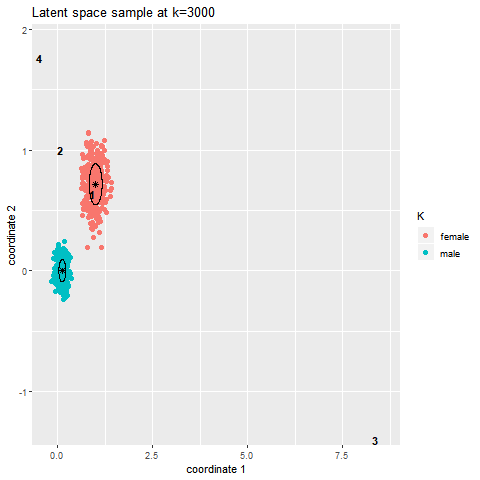 Latent space sample at k=3000
2
4
1
2
1
0
-1
3
0.0
2.5
5.0
7.5
coordinate 1
coordinate 2
K
female
male